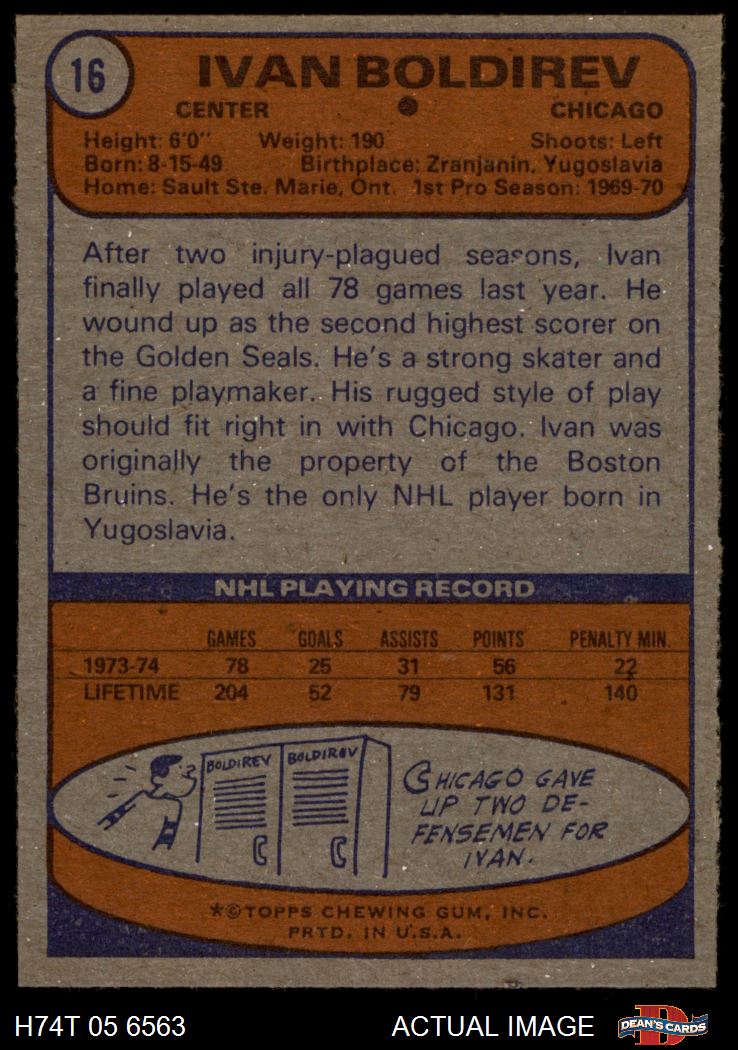 16
IVAN BOLDIREV
CENTER CHICAGO
Height: 6'0" Weight: 190 Shoots: Left
Born: 8-15-49 Birthplace: Zranjanin, Yugoslavia
Home: Sault Ste. Marie, Ont. 1st Pro Season: 1969-70
After two injury-plagued seasons, Ivan
finally played all 78 games last year. He
wound up as the second highest scorer on
the Golden Seals. He's a strong skater and
a fine playmaker. His rugged style of play
should fit right in with Chicago. Ivan was
originally the property of the Boston
Bruins. He's the only NHL player born in
Yugoslavia.
NHL PLAYING RECORD
GAMES GOALS ASSISTS POINTS PENALTY MIN.
1973-74 78 25 31 56 22
LIFETIME 204 52 79 131 140
BOLDIREV BOLDIREV
CHICAGO GAVE
UP TWO DE-
FENSEMEN FOR
IVAN.
*©TOPPS CHEWING GUM, INC.
PRTD. IN U.S.A.
H74T 05 6563 ACTUAL IMAGE D DEAN'S CARDS